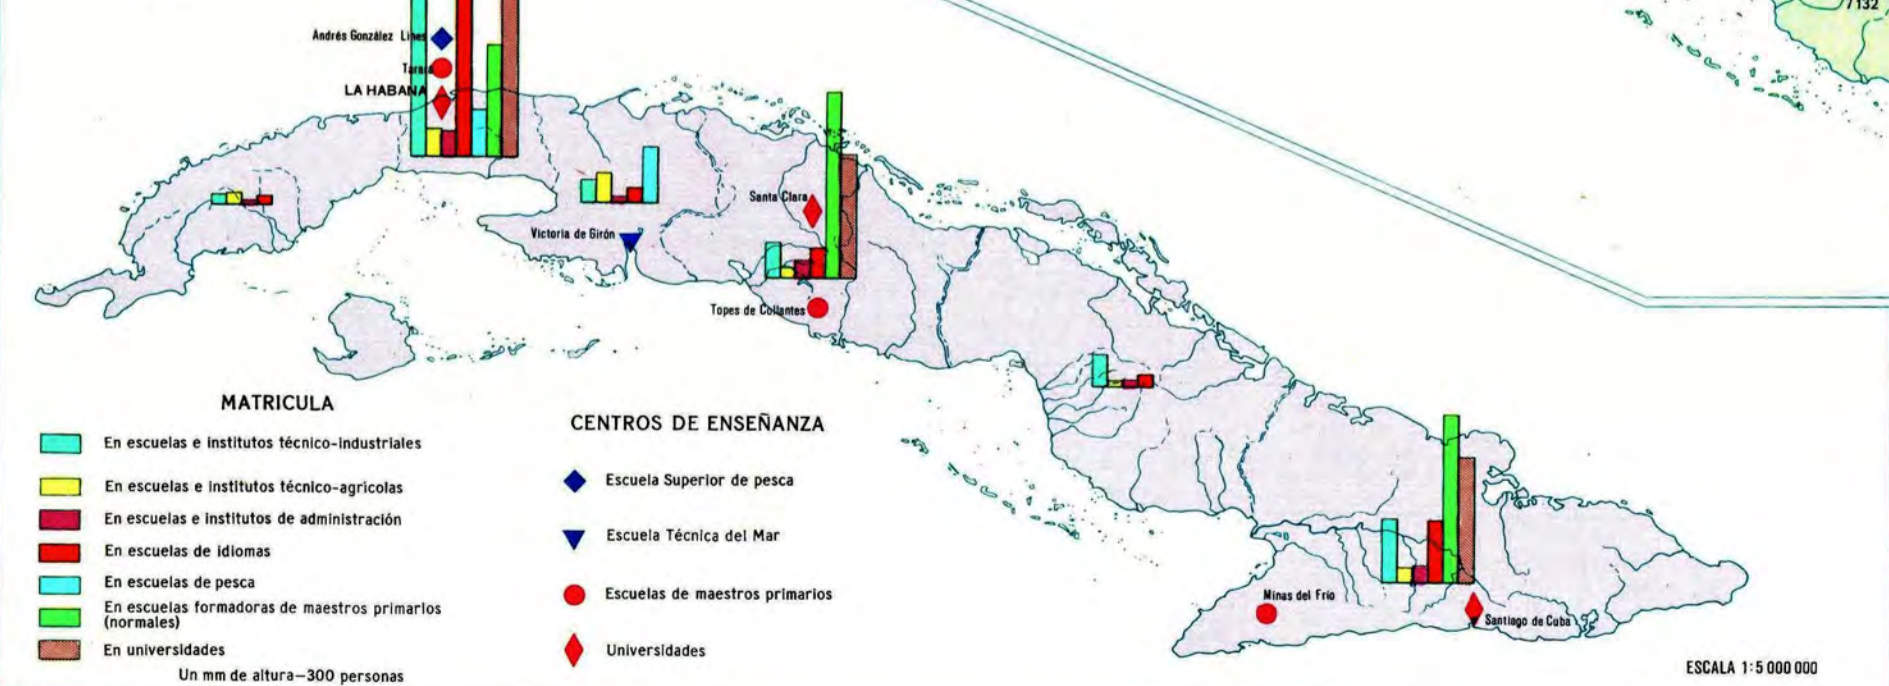 7132
Andrés González Lines
Tarará
LA HABANA
Santa Clara
Victoria de Girón
Topes de Collantes
Minas del Frío
Santiago de Cuba
MATRICULA
En escuelas e institutos técnico-industriales
En escuelas e institutos técnico-agrícolas
En escuelas e institutos de administración
En escuelas de idiomas
En escuelas de pesca
En escuelas formadoras de maestros primarios
(normales)
En universidades
Un mm de altura—300 personas
CENTROS DE ENSEÑANZA
Escuela Superior de pesca
Escuela Técnica del Mar
Escuelas de maestros primarios
Universidades
ESCALA 1:5 000 000